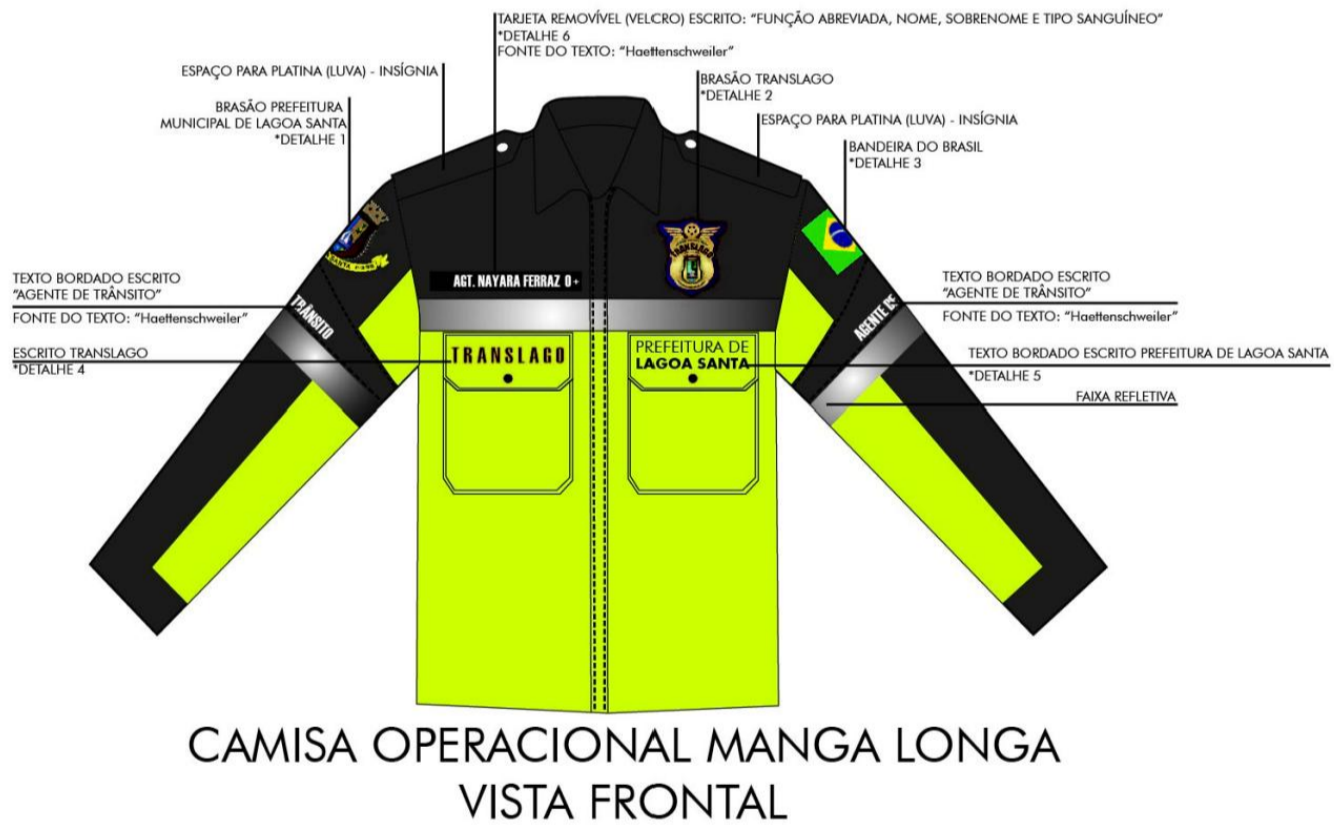 TARJETA REMOVÍVEL (VELCRO) ESCRITO: "FUNÇÃO ABREVIADA, NOME, SOBRENOME E TIPO SANGUÍNEO"
*DETALHE 6
FONTE DO TEXTO: "Haettenschweiler"
ESPAÇO PARA PLATINA (LUVA) - INSÍGNIA
BRASÃO TRANSLAGO
*DETALHE 2
BRASÃO PREFEITURA
MUNICIPAL DE LAGOA SANTA
*DETALHE 1
ESPAÇO PARA PLATINA (LUVA) - INSÍGNIA
BANDEIRA DO BRASIL
*DETALHE 3
TRANSLAGO
SANTA
AGT. NAYARA FERRAZ O+
TEXTO BORDADO ESCRITO
"AGENTE DE TRÂNSITO"
FONTE DO TEXTO: "Haettenschweiler"
TRÂNSITO
AGENTE DE
TEXTO BORDADO ESCRITO
"AGENTE DE TRÂNSITO"
FONTE DO TEXTO: "Haettenschweiler"
ESCRITO TRANSLAGO
*DETALHE 4
TRANSLAGO
PREFEITURA DE
LAGOA SANTA
TEXTO BORDADO ESCRITO PREFEITURA DE LAGOA SANTA
*DETALHE 5
FAIXA REFLETIVA
CAMISA OPERACIONAL MANGA LONGA
VISTA FRONTAL